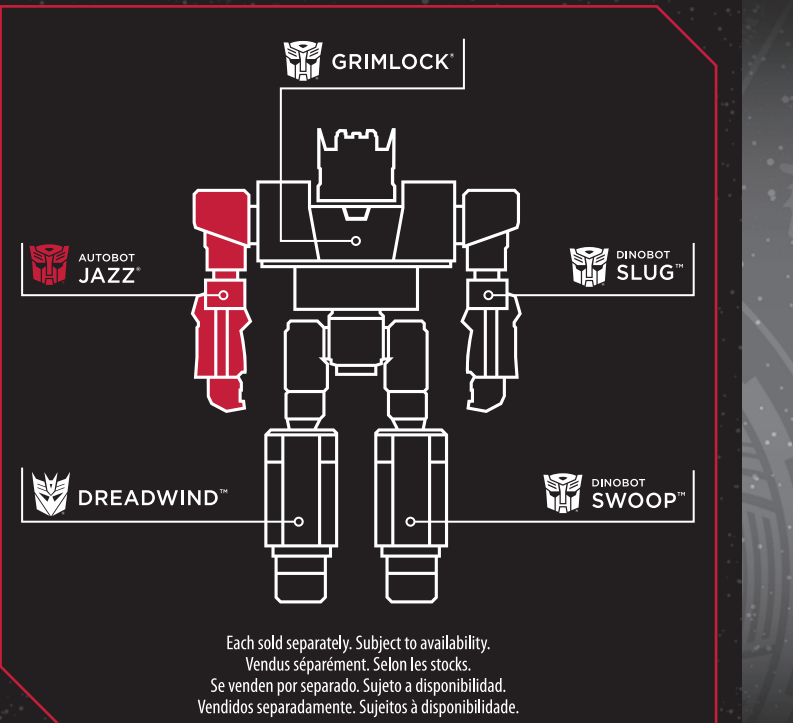 GRIMLOCK®
AUTOBOT
JAZZ®
DINOBOT
SLUG™
DREADWIND™
DINOBOT
SWOOP™
Each sold separately. Subject to availability.
Vendus séparément. Selon les stocks.
Se venden por separado. Sujeto a disponibilidad.
Vendidos separadamente. Sujeitos à disponibilidade.